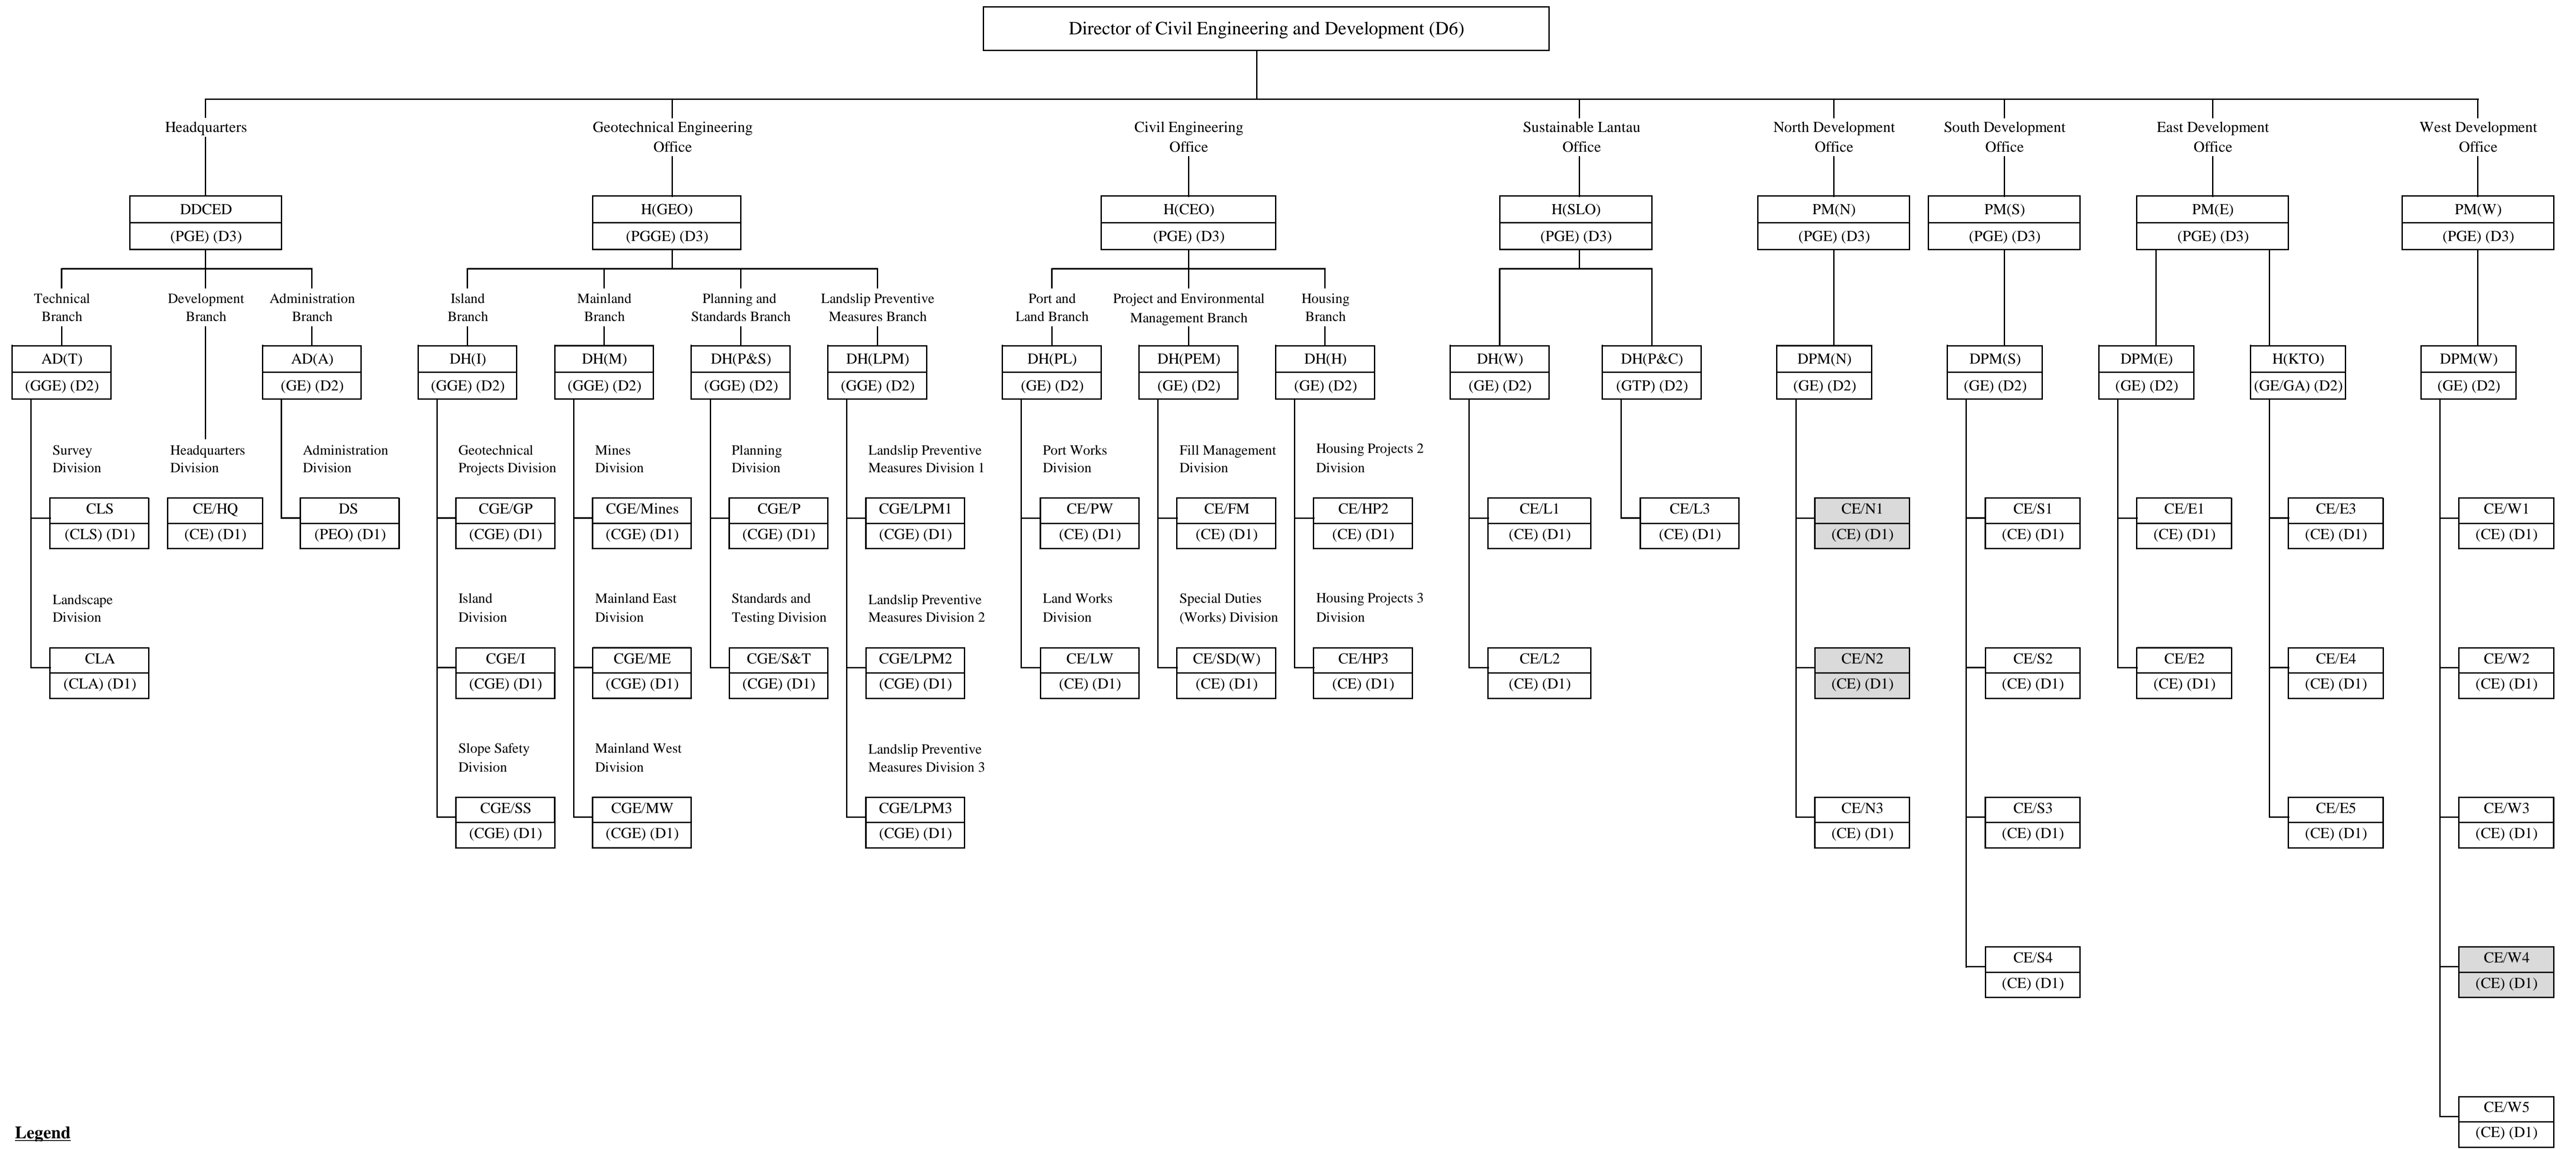 Director of Civil Engineering and Development (D6)
Headquarters
Geotechnical Engineering
Office
Civil Engineering
Office
Sustainable Lantau
Office
North Development
Office
South Development
Office
East Development
Office
West Development
Office
DDCED
(PGE) (D3)
H(GEO)
(PGGE) (D3)
H(CEO)
(PGE) (D3)
H(SLO)
(PGE) (D3)
PM(N)
(PGE) (D3)
PM(S)
(PGE) (D3)
PM(E)
(PGE) (D3)
PM(W)
(PGE) (D3)
Technical
Branch
Development
Branch
Administration
Branch
Island
Branch
Mainland
Branch
Planning and
Standards Branch
Landslip Preventive
Measures Branch
Port and
Land Branch
Project and Environmental
Management Branch
Housing
Branch
AD(T)
(GGE) (D2)
AD(A)
(GE) (D2)
DH(I)
(GGE) (D2)
DH(M)
(GGE) (D2)
DH(P&S)
(GGE) (D2)
DH(LPM)
(GGE) (D2)
DH(PL)
(GE) (D2)
DH(PEM)
(GE) (D2)
DH(H)
(GE) (D2)
DH(W)
(GE) (D2)
DH(P&C)
(GTP) (D2)
DPM(N)
(GE) (D2)
DPM(S)
(GE) (D2)
DPM(E)
(GE) (D2)
H(KTO)
(GE/GA) (D2)
DPM(W)
(GE) (D2)
Survey
Division
Headquarters
Division
Administration
Division
Geotechnical
Projects Division
Mines
Division
Planning
Division
Landslip Preventive
Measures Division 1
Port Works
Division
Fill Management
Division
Housing Projects 2
Division
CLS
(CLS) (D1)
CE/HQ
(CE) (D1)
DS
(PEO) (D1)
CGE/GP
(CGE) (D1)
CGE/Mines
(CGE) (D1)
CGE/P
(CGE) (D1)
CGE/LPM1
(CGE) (D1)
CE/PW
(CE) (D1)
CE/FM
(CE) (D1)
CE/HP2
(CE) (D1)
CE/L1
(CE) (D1)
CE/L3
(CE) (D1)
CE/N1
(CE) (D1)
CE/S1
(CE) (D1)
CE/E1
(CE) (D1)
CE/E3
(CE) (D1)
CE/W1
(CE) (D1)
Landscape
Division
Island
Division
Mainland East
Division
Standards and
Testing Division
Landslip Preventive
Measures Division 2
Land Works
Division
Special Duties
(Works) Division
Housing Projects 3
Division
CLA
(CLA) (D1)
CGE/I
(CGE) (D1)
CGE/ME
(CGE) (D1)
CGE/S&T
(CGE) (D1)
CGE/LPM2
(CGE) (D1)
CE/LW
(CE) (D1)
CE/SD(W)
(CE) (D1)
CE/HP3
(CE) (D1)
CE/L2
(CE) (D1)
CE/N2
(CE) (D1)
CE/S2
(CE) (D1)
CE/E2
(CE) (D1)
CE/E4
(CE) (D1)
CE/W2
(CE) (D1)
Slope Safety
Division
Mainland West
Division
Landslip Preventive
Measures Division 3
CGE/SS
(CGE) (D1)
CGE/MW
(CGE) (D1)
CGE/LPM3
(CGE) (D1)
CE/N3
(CE) (D1)
CE/S3
(CE) (D1)
CE/E5
(CE) (D1)
CE/W3
(CE) (D1)
CE/S4
(CE) (D1)
CE/W4
(CE) (D1)
CE/W5
(CE) (D1)
Legend